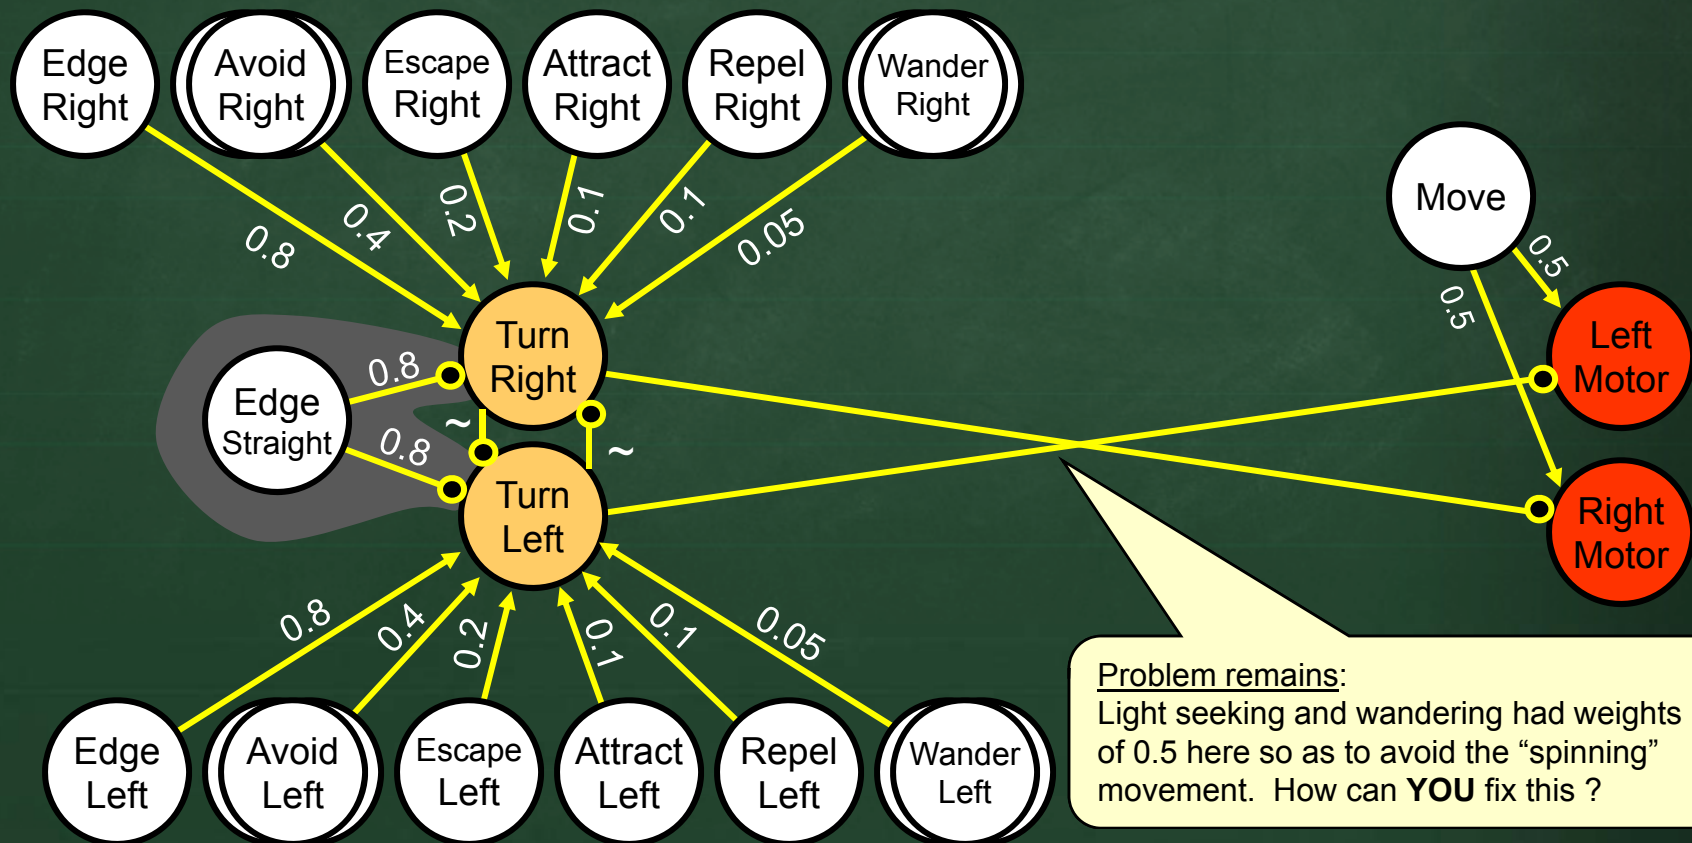 Edge
Right
Avoid
Right
Escape
Right
Attract
Right
Repel
Right
Wander
Right
Move
0.8
0.4
0.2
0.1
0.1
0.05
0.5
0.5
Turn
Right
Left
Motor
Edge
Straight
0.8
0.8
~
~
Turn
Left
Right
Motor
0.8
0.4
0.2
0.1
0.1
0.05
Edge
Left
Avoid
Left
Escape
Left
Attract
Left
Repel
Left
Wander
Left
Problem remains:
Light seeking and wandering had weights
of 0.5 here so as to avoid the “spinning”
movement.  How can YOU fix this ?